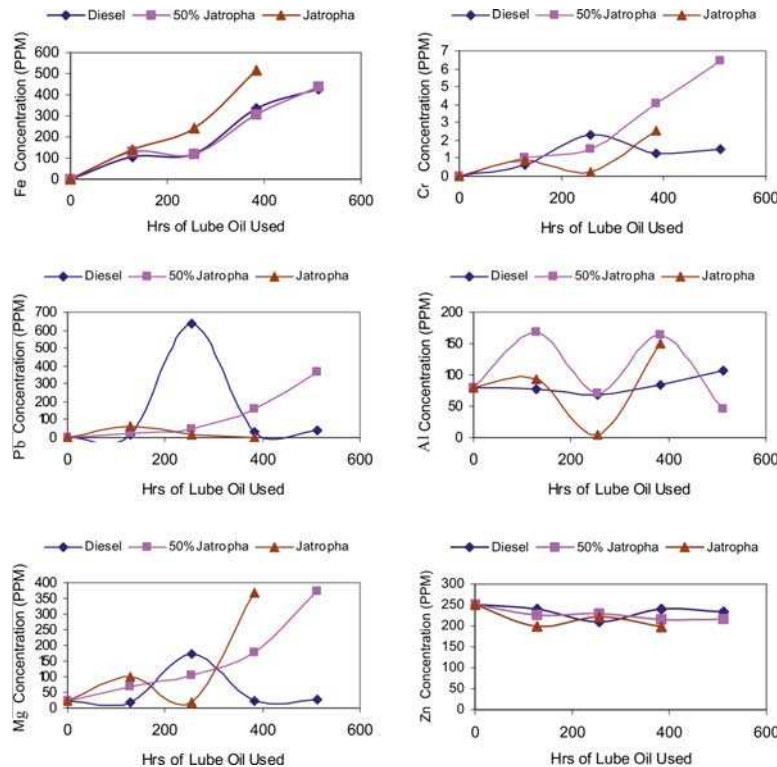 Diesel 50% Jatropha Jatropha
Fe Concentration (PPM)
600
500
400
300
200
100
0
0 200 400 600
Hrs of Lube Oil Used
Diesel 50% Jatropha Jatropha
Cr Concentration (PPM)
7
6
5
4
3
2
1
0
0 200 400 600
Hrs of Lube Oil Used
Diesel 50%Jatropha Jatropha
Pb Concentration (PPM)
700
600
500
400
300
200
100
0
0 200 400 600
Hrs of Lube Oil Used
Diesel 50%Jatropha Jatropha
Al Concentration (PPM)
200
150
100
50
0
0 200 400 600
Hrs of Lube Oil Used
Diesel 50%Jatropha Jatropha
Mg Concentration (PPM)
400
350
300
250
200
150
100
50
0
0 200 400 600
Hrs of Lube Oil Used
Diesel 50%Jatropha Jatropha
Zn Concentration (PPM)
300
250
200
150
100
50
0
0 200 400 600
Hrs of Lube Oil Used